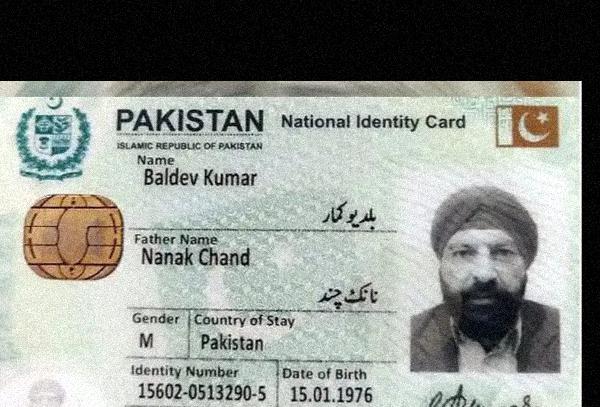 PAKISTAN National Identity Card
ISLAMIC REPUBLIC OF PAKISTAN
Name
Baldev Kumar
بلدیو کمار
Father Name
Nanak Chand
نانک چند
Gender Country of Stay
M Pakistan
Identity Number Date of Birth
15602-0513290-5 15.01.1976